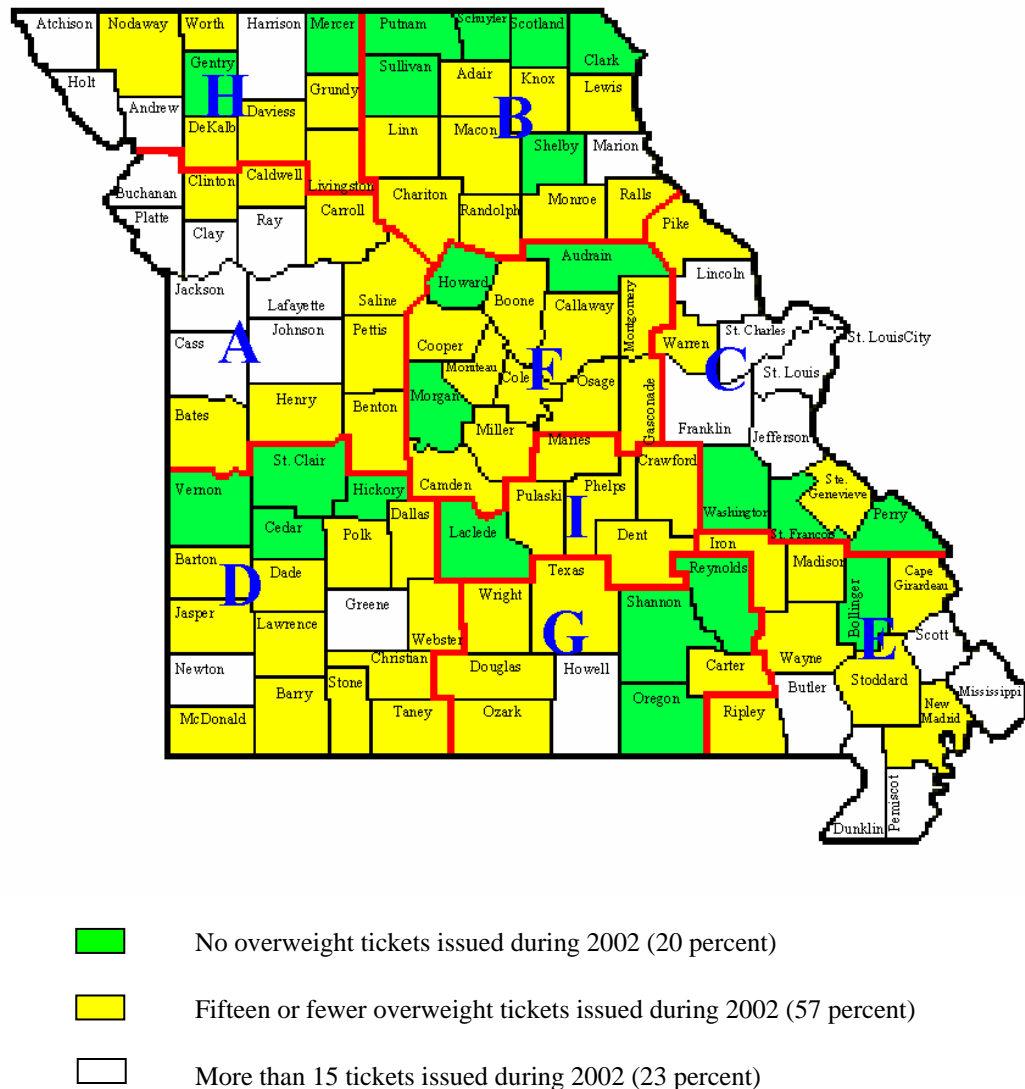 Atchison
Nodaway
Worth
Harrison
Mercer
Putnam
Schuyler
Scotland
Clark
Holt
Andrew
Gentry
H
DeKalb
Daviess
Grundy
Livingston
Sullivan
Adair
Knox
Lewis
B
Linn
Macon
Shelby
Marion
Chariton
Randolph
Monroe
Ralls
Buchanan
Clinton
Caldwell
Carroll
Platte
Clay
Ray
Pike
Jackson
Lafayette
Saline
Howard
Boone
Audrain
Callaway
Montgomery
Lincoln
St. Charles
St. LouisCity
Warren
C
St. Louis
Cass
A
Johnson
Pettis
Cooper
Moniteau
Cole
F
Osage
Gasconade
Franklin
Jefferson
Bates
Henry
Benton
Morgan
Miller
Maries
Camden
Crawford
Vernon
St. Clair
Hickory
Dallas
Pulaski
Phelps
I
Washington
Ste.
Genevieve
St. Francois
Perry
Cedar
Polk
Laclede
Dent
Iron
Madison
Cape
Girardeau
Barton
D
Dade
Greene
Webster
Wright
Texas
Reynolds
Shannon
G
Bollinger
E
Scott
Jasper
Lawrence
Christian
Douglas
Howell
Carter
Wayne
Butler
Stoddard
Mississippi
Newton
Barry
Stone
Taney
Ozark
Oregon
Ripley
New
Madrid
McDonald
Dunklin
Pemiscot
No overweight tickets issued during 2002 (20 percent)
Fifteen or fewer overweight tickets issued during 2002 (57 percent)
More than 15 tickets issued during 2002 (23 percent)